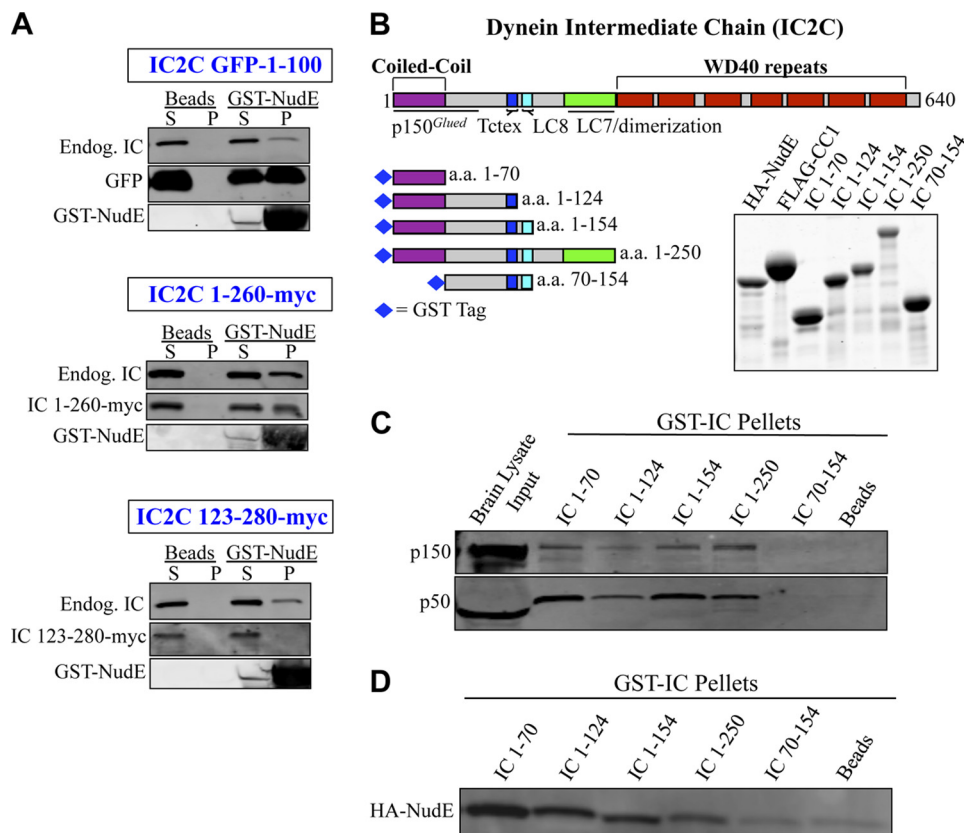 A
IC2C GFP-1-100
Beads GST-NudE
S P S P
Endog. IC
GFP
GST-NudE
IC2C 1-260-myc
Beads GST-NudE
S P S P
Endog. IC
IC 1-260-myc
GST-NudE
IC2C 123-280-myc
Beads GST-NudE
S P S P
Endog. IC
IC 123-280-myc
GST-NudE
B
Dynein Intermediate Chain (IC2C)
Coiled-Coil WD40 repeats
1 640
p150Glued Tctex LC8 LC7/dimerization
a.a. 1-70
a.a. 1-124
a.a. 1-154
a.a. 1-250
a.a. 70-154
= GST Tag
HA-NudE
FLAG-CC1
IC 1-70
IC 1-124
IC 1-154
IC 1-250
IC 70-154
C
GST-IC Pellets
Brain Lysate
Input
IC 1-70
IC 1-124
IC 1-154
IC 1-250
IC 70-154
Beads
p150
p50
D
GST-IC Pellets
IC 1-70
IC 1-124
IC 1-154
IC 1-250
IC 70-154
Beads
HA-NudE